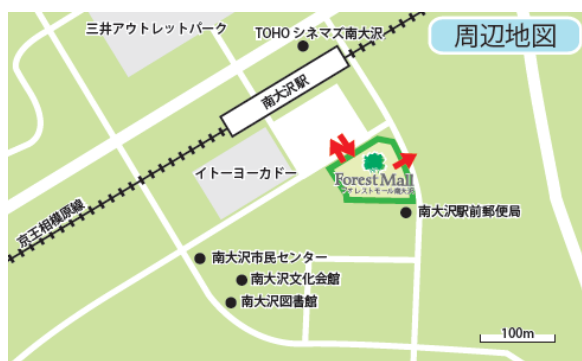 三井アウトレットパーク
TOHOシネマズ南大沢
周辺地図
南大沢駅
イトーヨーカドー
Forest Mall
フォレストモール南大沢
京王相模原線
南大沢駅前郵便局
南大沢市民センター
南大沢文化会館
南大沢図書館
100m